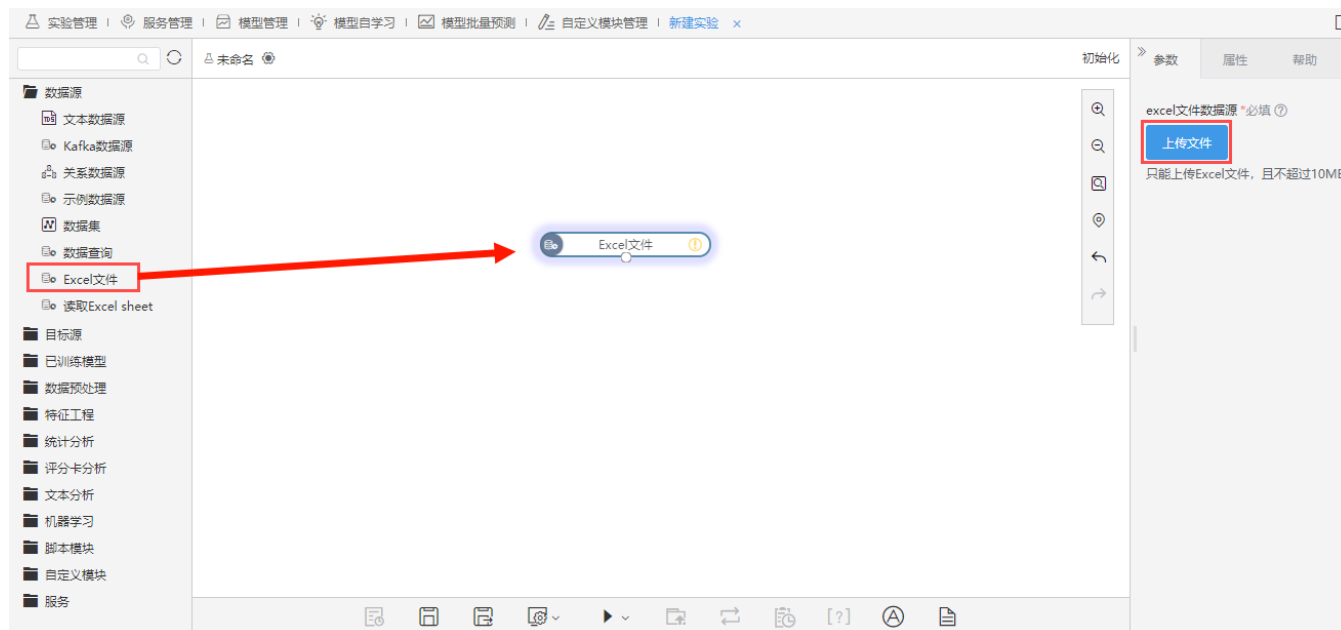 实验管理 服务管理 模型管理 模型自学习 模型批量预测 自定义模块管理 新建实验 ×
未命名 初始化 参数 属性 帮助
数据源
文本数据源
Kafka数据源
关系数据源
示例数据源
数据集
数据查询
Excel文件
读取Excel sheet
目标源
已训练模型
数据预处理
特征工程
统计分析
评分卡分析
文本分析
机器学习
脚本模块
自定义模块
服务
Excel文件
excel文件数据源 *必填
上传文件
只能上传Excel文件，且不超过10MB